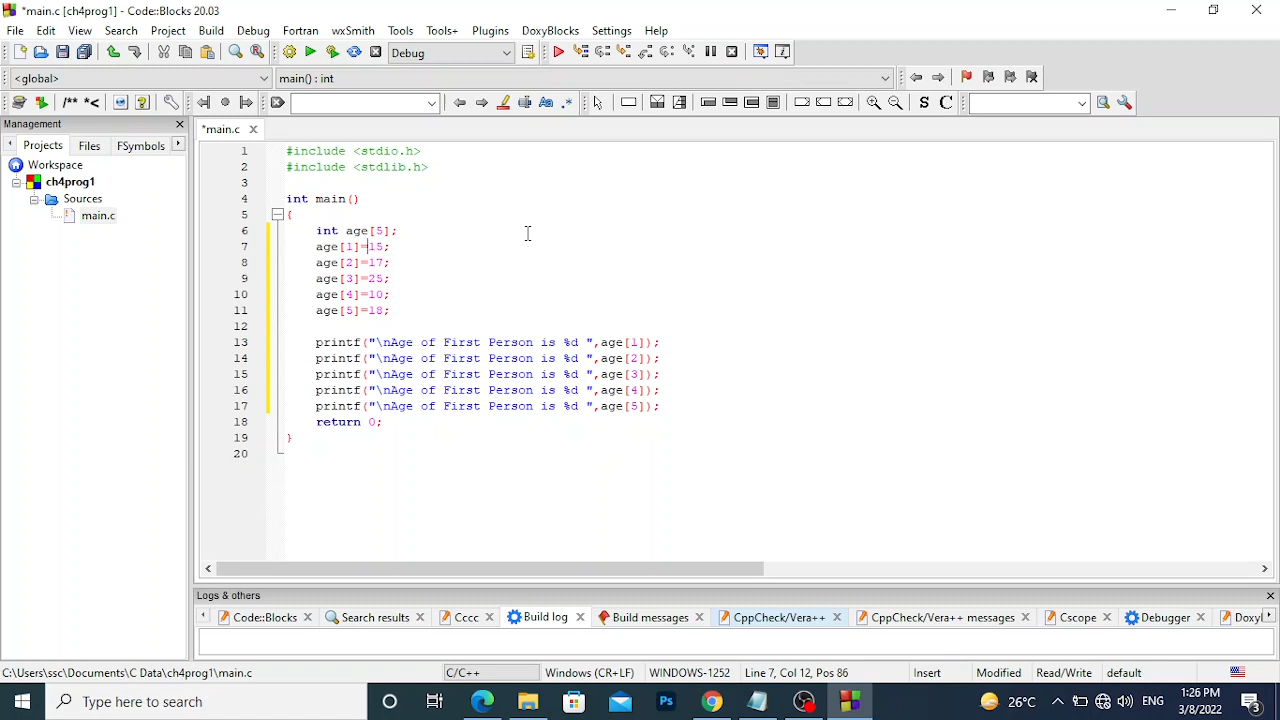 *main.c [ch4prog1] - Code::Blocks 20.03
File Edit View Search Project Build Debug Fortran wxSmith Tools Tools+ Plugins DoxyBlocks Settings Help
Debug
<global> main() : int
/** *< Aa .* S C
Management *main.c
Projects Files FSymbols
Workspace
ch4prog1
Sources
main.c
1 #include <stdio.h>
2 #include <stdlib.h>
3
4 int main()
5 {
6 int age[5];
7 age[1]=15;
8 age[2]=17;
9 age[3]=25;
10 age[4]=10;
11 age[5]=18;
12
13 printf("\nAge of First Person is %d ",age[1]);
14 printf("\nAge of First Person is %d ",age[2]);
15 printf("\nAge of First Person is %d ",age[3]);
16 printf("\nAge of First Person is %d ",age[4]);
17 printf("\nAge of First Person is %d ",age[5]);
18 return 0;
19 }
20
Logs & others
Code::Blocks Search results Cccc Build log Build messages CppCheck/Vera++ CppCheck/Vera++ messages Cscope Debugger Doxy
C:\Users\ssc\Documents\C Data\ch4prog1\main.c C/C++ Windows (CR+LF) WINDOWS-1252 Line 7, Col 12, Pos 86 Insert Modified Read/Write default
Type here to search Ps 26°C ENG 1:26 PM
3/8/2022 3